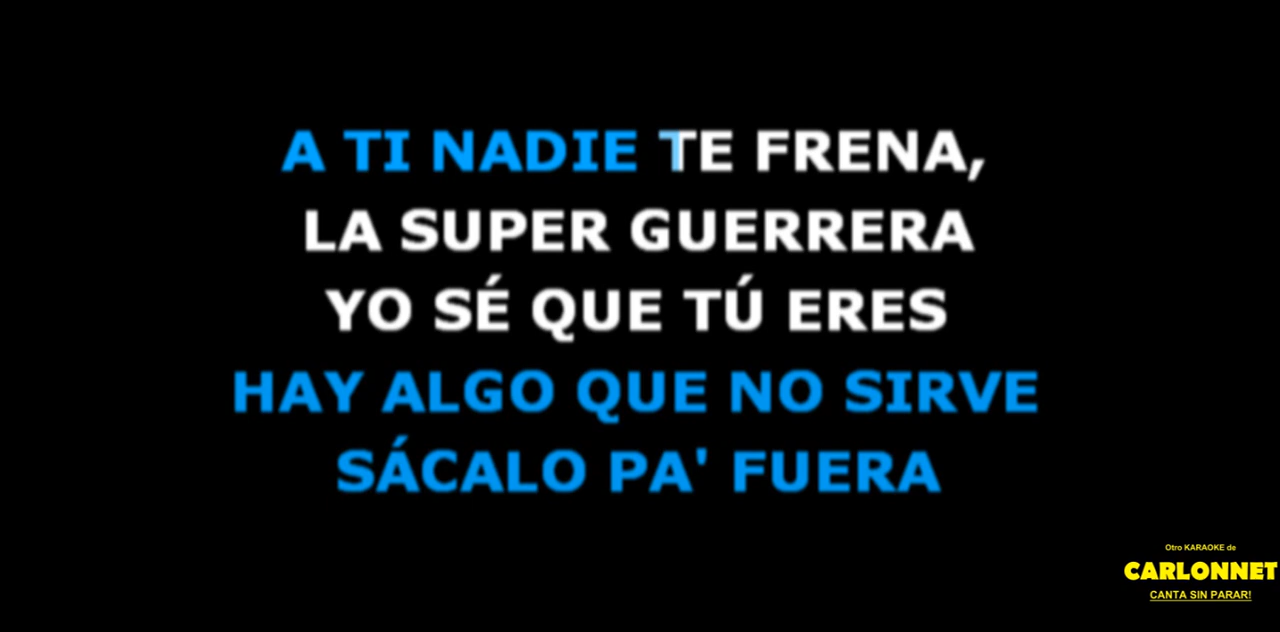 A TI NADIE TE FRENA,
LA SUPER GUERRERA
YO SÉ QUE TÚ ERES
HAY ALGO QUE NO SIRVE
SÁCALO PA' FUERA
Otro KARAOKE de
CARLONNET
CANTA SIN PARAR!